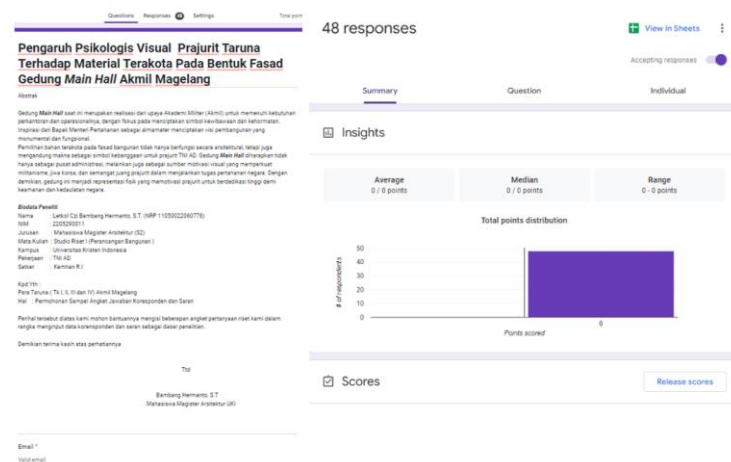 Questions Responses 48 Settings
Total poin
Pengaruh Psikologis Visual Prajurit Taruna
Terhadap Material Terakota Pada Bentuk Fasad
Gedung Main Hall Akmil Magelang
Abstrak
Gedung Main Hall saat ini merupakan realisasi dari upaya Akademi Militer (Akmil) untuk memenuhi kebutuhan
perkantoran dan operasionalnya, dengan fokus pada menciptakan simbol kewibawaan dan kehormatan.
Inspirasi dari Bapak Menteri Pertahanan sebagai almamater menciptakan visi pembangunan yang
monumental dan fungsional.
Pemilihan bahan terakota pada fasad bangunan tidak hanya berfungsi secara arsitektural, tetapi juga
mengandung makna sebagai simbol kebanggaan untuk prajurit TNI AD. Gedung Main Hall diharapkan tidak
hanya sebagai pusat administrasi, melainkan juga sebagai sumber motivasi visual yang memperkuat
militanisme, jiwa korsa, dan semangat juang prajurit dalam menjalankan tugas pertahanan negara. Dengan
demikian, gedung ini menjadi representasi fisik yang memotivasi prajurit untuk berdedikasi tinggi demi
keamanan dan kedaulatan negara.
Biodata Peneliti
Nama : Letkol Czi Bambang Hermanto, S.T. (NRP 11050022060778)
NIM : 2205290011
Jurusan : Mahasiswa Magister Arsitektur (S2)
Mata Kuliah : Studio Riset I (Perancangan Bangunan )
Kampus : Universitas Kristen Indonesia
Pekerjaan : TNI AD
Satker : Kemhan R.I
Kpd Yth :
Para Taruna ( Tk I, II, III dan IV) Akmil Magelang
Hal : Permohonan Sampel Angket Jawaban Koresponden dan Saran
Perihal tersebut diatas kami mohon bantuannya mengisi beberapan angket pertanyaan riset kami dalam
rangka menginput data korensponden dan saran sebagai dasar penelitian.
Demikian terima kasih atas perhatiannya
Ttd
Bambang Hermanto, S.T
Mahasiswa Magister Arsitektur UKI
Email *
Valid email
48 responses
View in Sheets
Accepting responses
Summary Question Individual
Insights
Average Median Range
0 / 0 points 0 / 0 points 0 - 0 points
Total points distribution
# of respondents
50
40
30
20
10
0
0
Points scored
Scores
Release scores